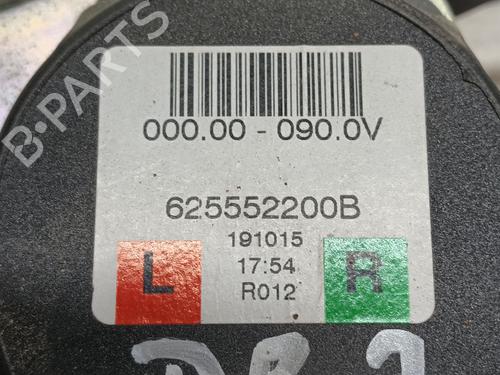 B-PARTS
000.00 - 090.0V
625552200B
191015
L
17:54
R
R012